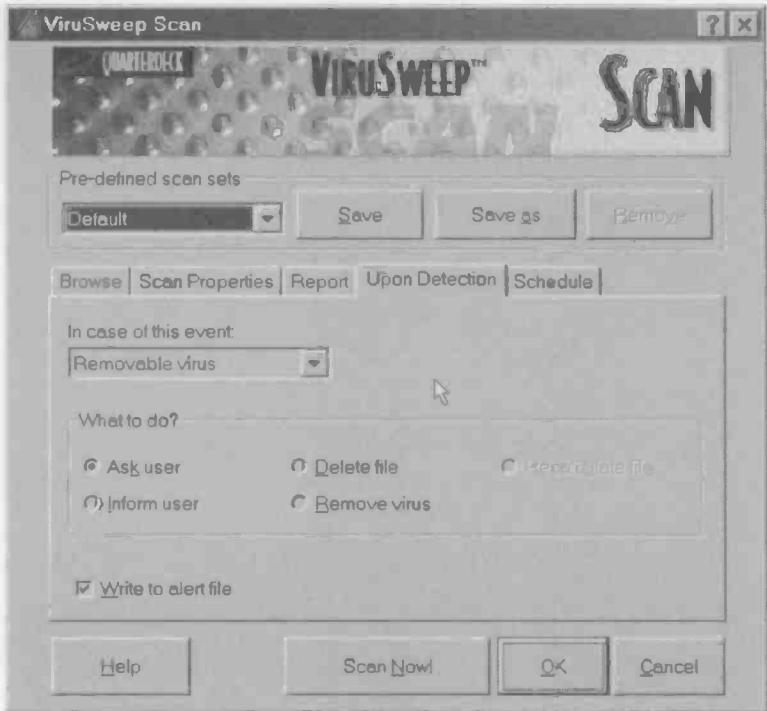 ViruSweep Scan
QUARTERDECK
VIRUSWEEP™
SCAN
Pre-defined scan sets
Default
Save
Save as
Remove
Browse
Scan Properties
Report
Upon Detection
Schedule
In case of this event:
Removable virus
What to do?
Ask user
Delete file
file
Inform user
Remove virus
Write to alert file
Help
Scan Now!
OK
Cancel